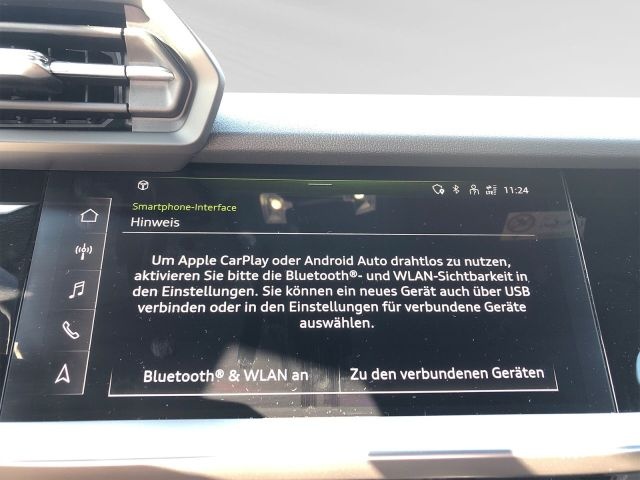 11:24
Smartphone-Interface
Hinweis
Um Apple CarPlay oder Android Auto drahtlos zu nutzen,
aktivieren Sie bitte die Bluetooth®- und WLAN-Sichtbarkeit in
den Einstellungen. Sie können ein neues Gerät auch über USB
verbinden oder in den Einstellungen für verbundene Geräte
auswählen.
Bluetooth® & WLAN an
Zu den verbundenen Geräten